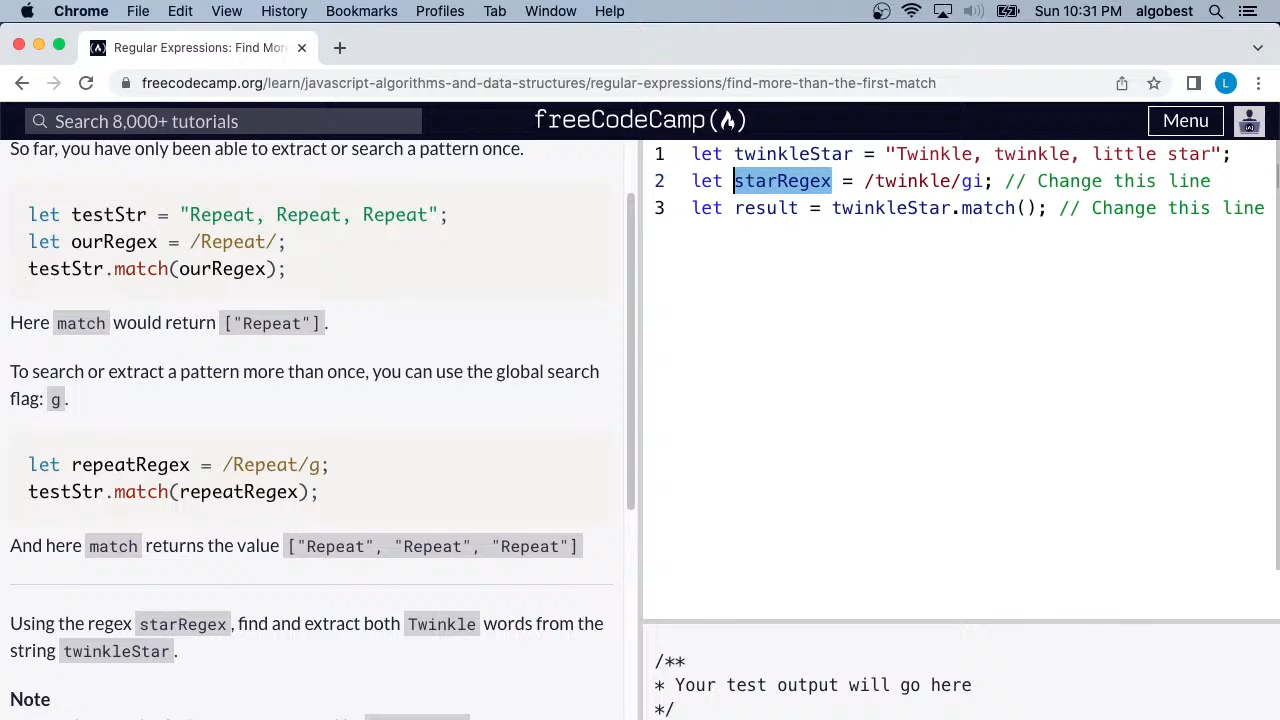 Chrome File Edit View History Bookmarks Profiles Tab Window Help Sun 10:31 PM algobest
Regular Expressions: Find More
freecodecamp.org/learn/javascript-algorithms-and-data-structures/regular-expressions/find-more-than-the-first-match L
Search 8,000+ tutorials freeCodeCamp Menu
So far, you have only been able to extract or search a pattern once.
let testStr = "Repeat, Repeat, Repeat";
let ourRegex = /Repeat/;
testStr.match(ourRegex);
Here match would return ["Repeat"].
To search or extract a pattern more than once, you can use the global search
flag: g.
let repeatRegex = /Repeat/g;
testStr.match(repeatRegex);
And here match returns the value ["Repeat", "Repeat", "Repeat"]
Using the regex starRegex, find and extract both Twinkle words from the
string twinkleStar.
Note
1 let twinkleStar = "Twinkle, twinkle, little star";
2 let starRegex = /twinkle/gi; // Change this line
3 let result = twinkleStar.match(); // Change this line
/**
* Your test output will go here
*/